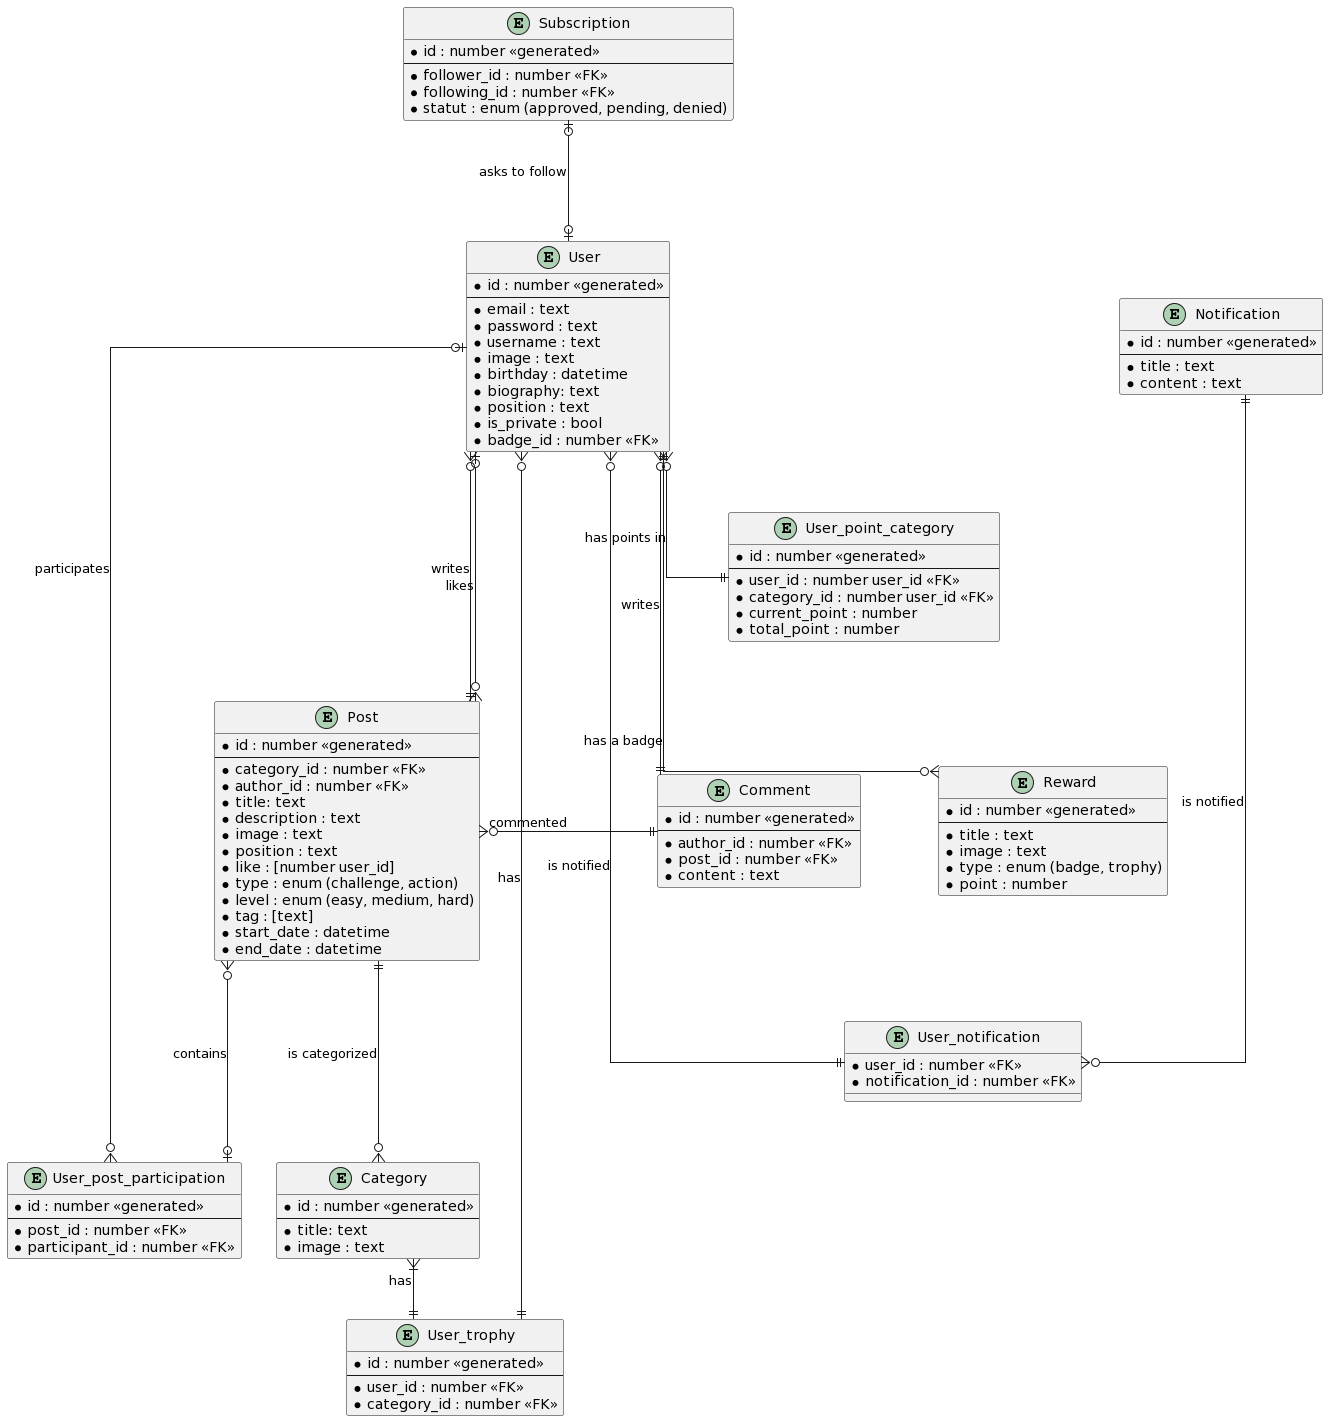 E Subscription
id : number «generated»
follower_id : number «FK»
following_id : number «FK»
statut : enum (approved, pending, denied)
asks to follow
E User
id : number «generated»
email : text
password : text
username : text
image : text
birthday : datetime
biography: text
position : text
is_private : bool
badge_id : number «FK»
E Notification
id : number «generated»
title : text
content : text
participates
writes
likes
has points in
writes
E User_point_category
id : number «generated»
user_id : number user_id «FK»
category_id : number user_id «FK»
current_point : number
total_point : number
has a badge
is notified
E Post
id : number «generated»
category_id : number «FK»
author_id : number «FK»
title: text
description : text
image : text
position : text
like : [number user_id]
type : enum (challenge, action)
level : enum (easy, medium, hard)
tag : [text]
start_date : datetime
end_date : datetime
commented
has
is notified
E Comment
id : number «generated»
author_id : number «FK»
post_id : number «FK»
content : text
E Reward
id : number «generated»
title : text
image : text
type : enum (badge, trophy)
point : number
contains
is categorized
E User_notification
user_id : number «FK»
notification_id : number «FK»
E User_post_participation
id : number «generated»
post_id : number «FK»
participant_id : number «FK»
E Category
id : number «generated»
title: text
image : text
has
E User_trophy
id : number «generated»
user_id : number «FK»
category_id : number «FK»